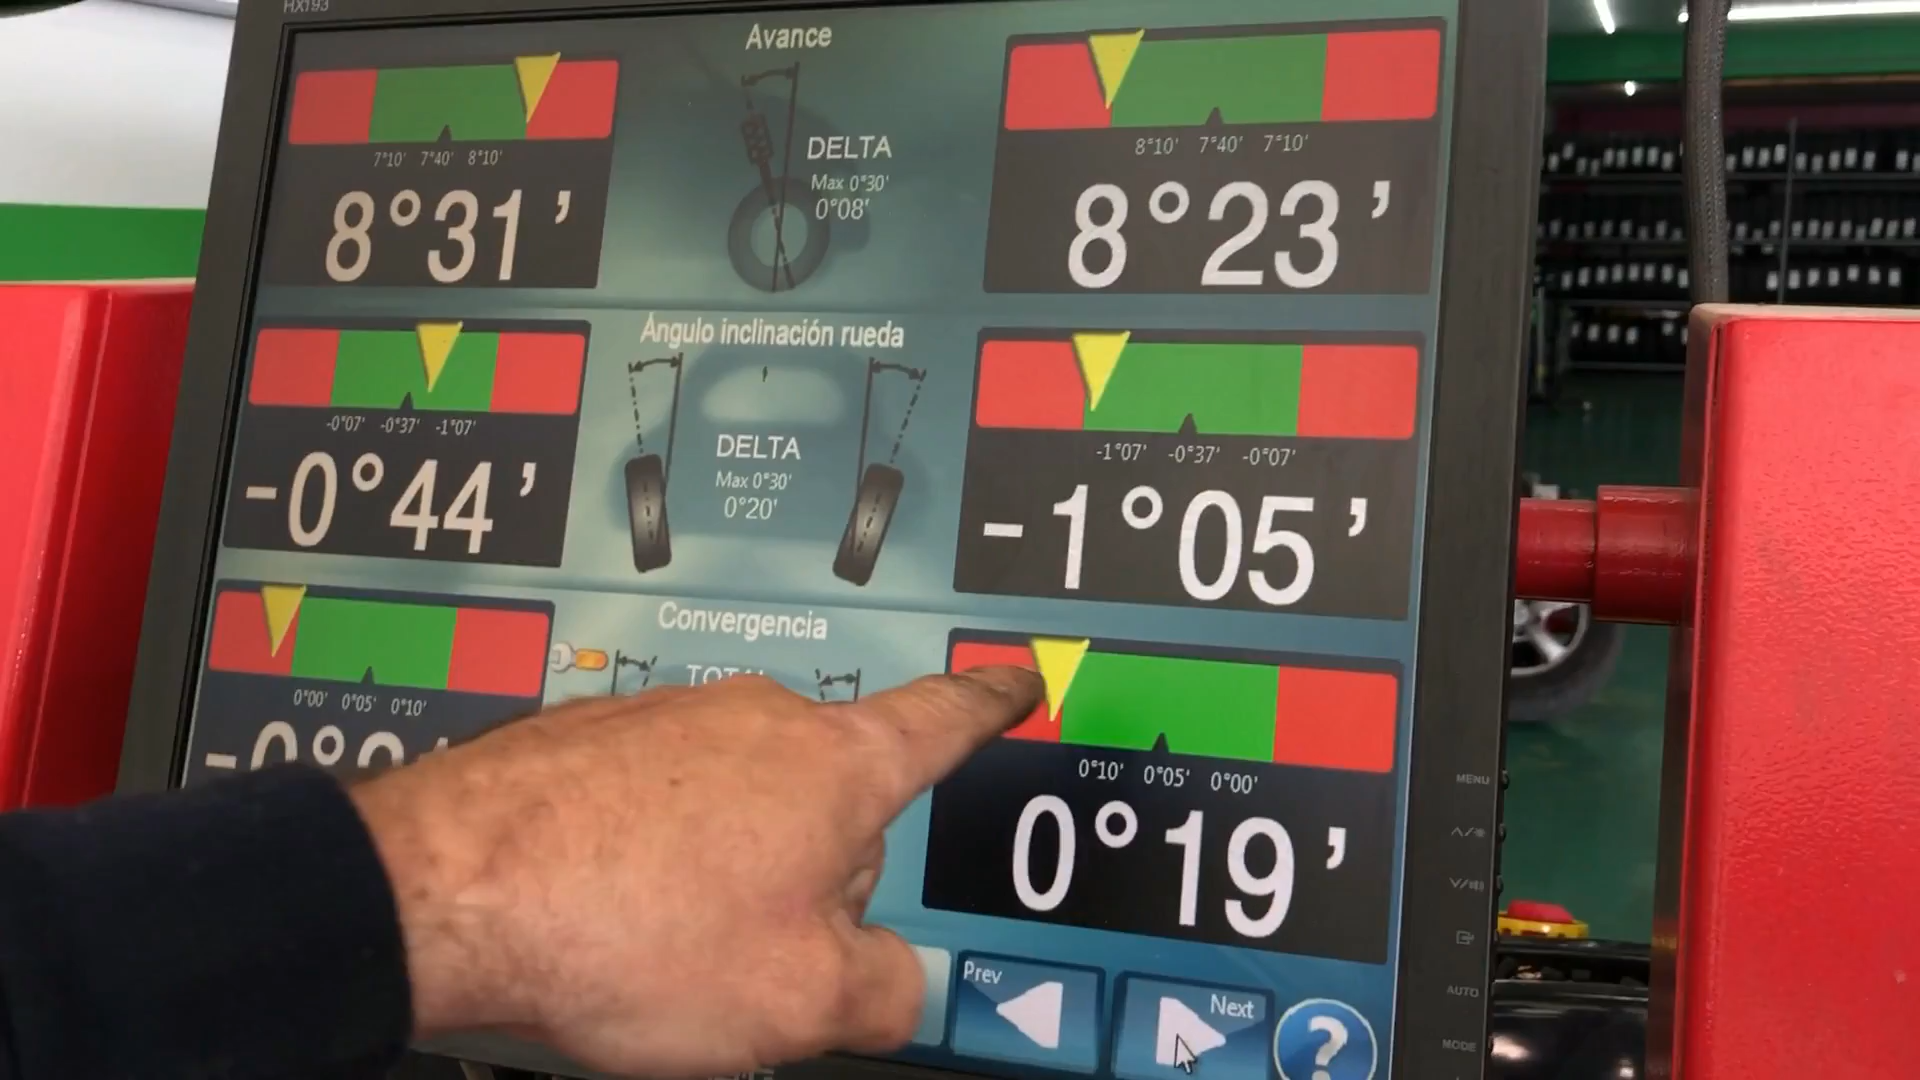 HX193
Avance
7°10' 7°40' 8°10'
8°31'
DELTA
Max 0°30'
0°08'
8°10' 7°40' 7°10'
8°23'
Ángulo inclinación rueda
-0°07' -0°37' -1°07'
-0°44'
DELTA
Max 0°30'
0°20'
-1°07' -0°37' -0°07'
-1°05'
Convergencia
0°00' 0°05' 0°10'
0°10' 0°05' 0°00'
0°19'
Prev
Next
?
MENU
AUTO
MODE